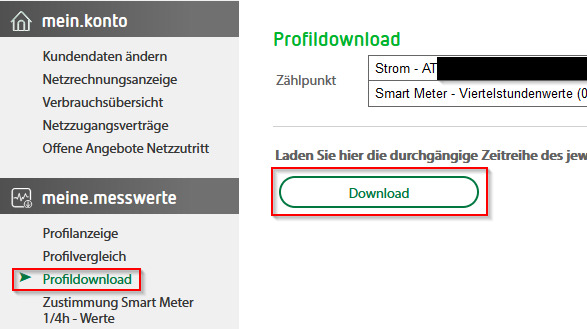 mein.konto
Kundendaten ändern
Netzrechnungsanzeige
Verbrauchsübersicht
Netzzugangsverträge
Offene Angebote Netzzutritt
meine.messwerte
Profilanzeige
Profilvergleich
Profildownload
Zustimmung Smart Meter
1/4h - Werte
Profildownload
Zählpunkt
Strom - AT
Smart Meter - Viertelstundenwerte (0
Laden Sie hier die durchgängige Zeitreihe des jew
Download